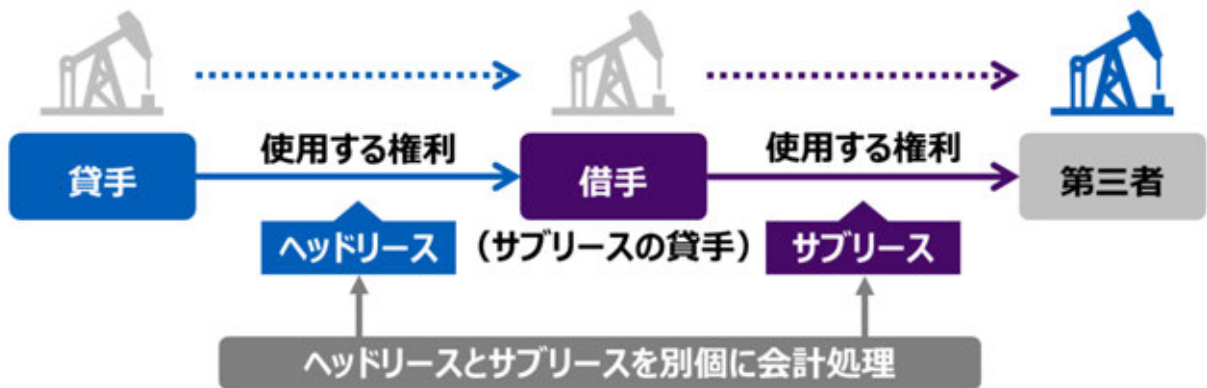 使用する権利
使用する権利
貸手
借手
第三者
ヘッドリース
（サブリースの貸手）
サブリース
ヘッドリースとサブリースを別個に会計処理